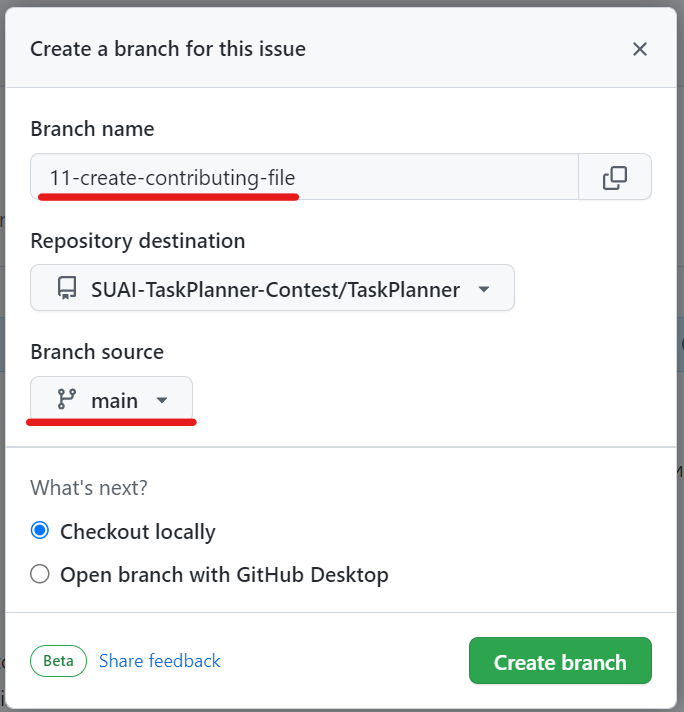 Create a branch for this issue
Branch name
11-create-contributing-file
Repository destination
SUAI-TaskPlanner-Contest/TaskPlanner
Branch source
main
What's next?
Checkout locally
Open branch with GitHub Desktop
Beta Share feedback
Create branch